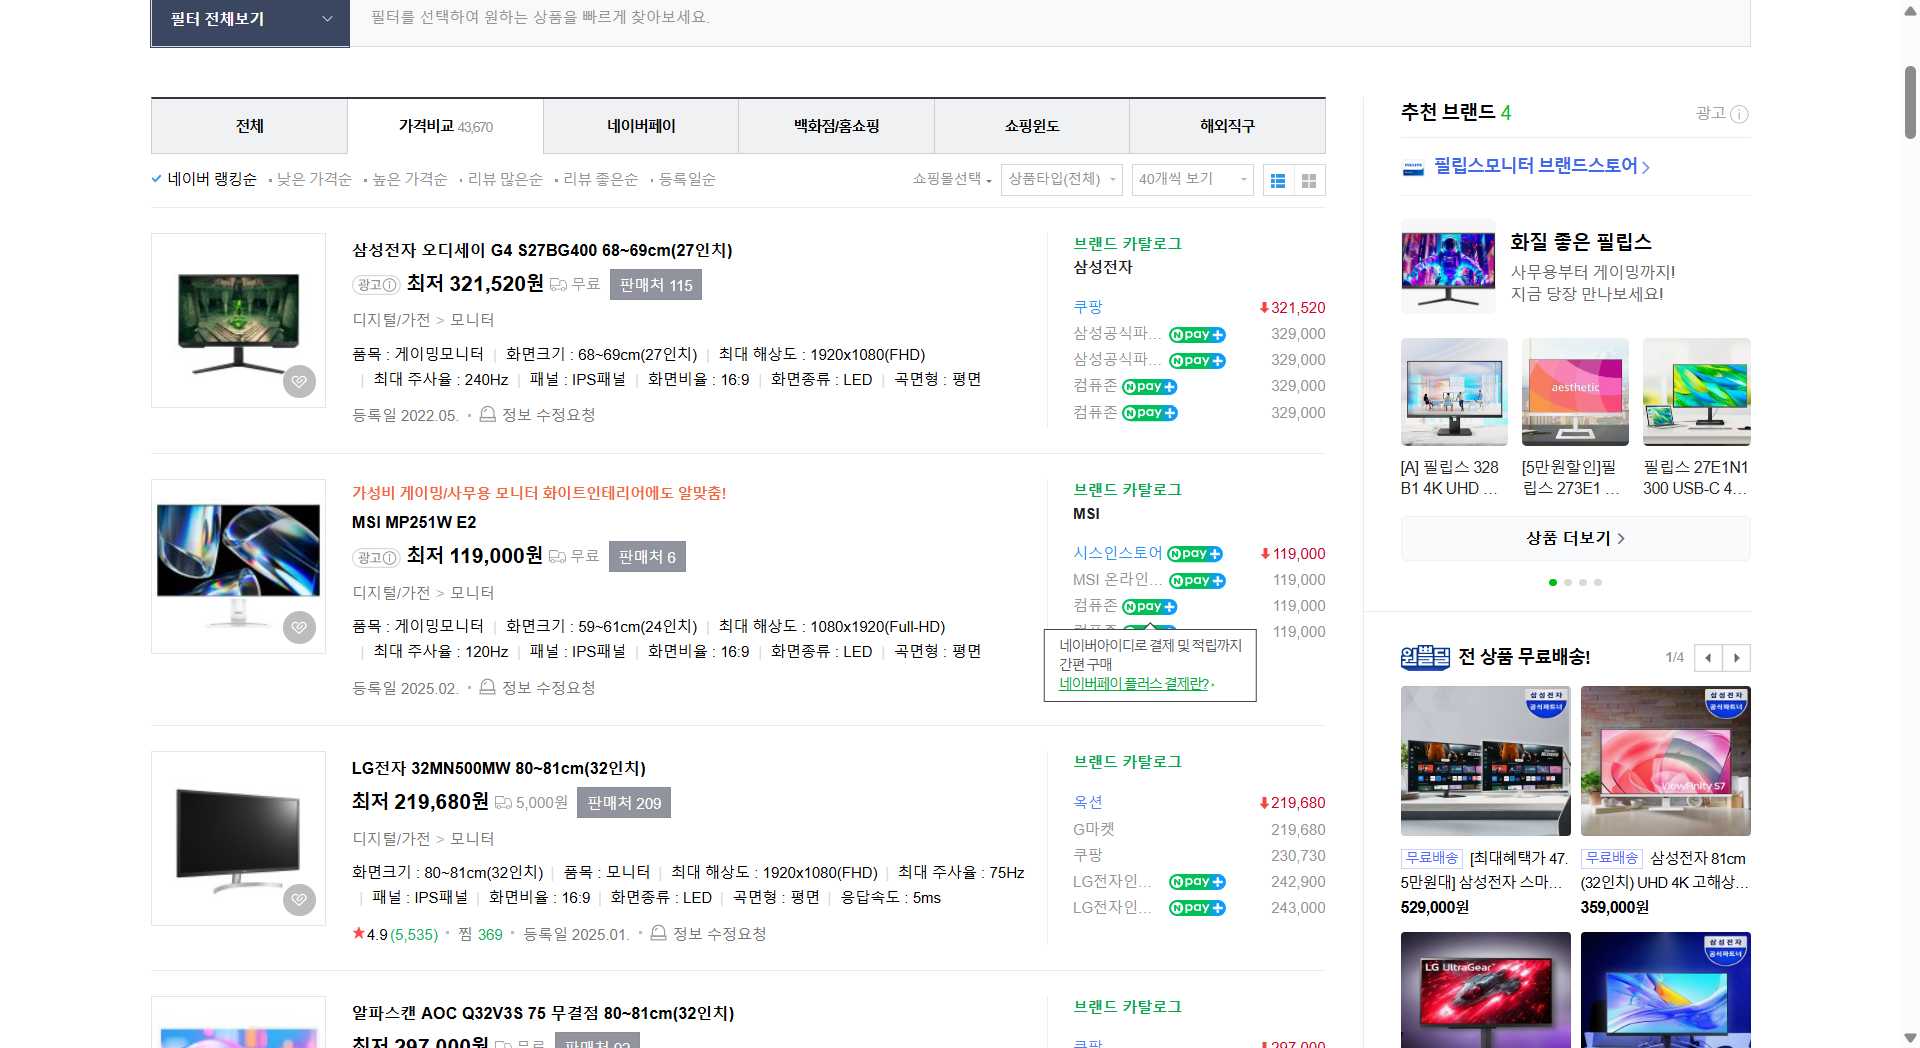 필터 전체보기
필터를 선택하여 원하는 상품을 빠르게 찾아보세요.
전체
가격비교 43,670
네이버페이
백화점/홈쇼핑
쇼핑윈도
해외직구
네이버 랭킹순
낮은 가격순
높은 가격순
리뷰 많은순
리뷰 좋은순
등록일순
쇼핑몰선택
상품타입(전체)
40개씩 보기
삼성전자 오디세이 G4 S27BG400 68~69cm(27인치)
광고 최저 321,520원 무료 판매처 115
디지털/가전 > 모니터
품목 : 게이밍모니터 | 화면크기 : 68~69cm(27인치) | 최대 해상도 : 1920x1080(FHD)
| 최대 주사율 : 240Hz | 패널 : IPS패널 | 화면비율 : 16:9 | 화면종류 : LED | 곡면형 : 평면
등록일 2022.05. · 정보 수정요청
브랜드 카탈로그
삼성전자
쿠팡 321,520
삼성공식파... N pay+ 329,000
삼성공식파... N pay+ 329,000
컴퓨존 N pay+ 329,000
컴퓨존 N pay+ 329,000
가성비 게이밍/사무용 모니터 화이트인테리어에도 알맞춤!
MSI MP251W E2
광고 최저 119,000원 무료 판매처 6
디지털/가전 > 모니터
품목 : 게이밍모니터 | 화면크기 : 59~61cm(24인치) | 최대 해상도 : 1080x1920(Full-HD)
| 최대 주사율 : 120Hz | 패널 : IPS패널 | 화면비율 : 16:9 | 화면종류 : LED | 곡면형 : 평면
등록일 2025.02. · 정보 수정요청
브랜드 카탈로그
MSI
시스인스토어 N pay+ 119,000
MSI 온라인... N pay+ 119,000
컴퓨존 N pay+ 119,000
119,000
네이버아이디로 결제 및 적립까지
간편 구매
네이버페이 플러스 결제란?
LG전자 32MN500MW 80~81cm(32인치)
최저 219,680원 5,000원 판매처 209
디지털/가전 > 모니터
화면크기 : 80~81cm(32인치) | 품목 : 모니터 | 최대 해상도 : 1920x1080(FHD) | 최대 주사율 : 75Hz
| 패널 : IPS패널 | 화면비율 : 16:9 | 화면종류 : LED | 곡면형 : 평면 | 응답속도 : 5ms
★4.9 (5,535) · 찜 369 · 등록일 2025.01. · 정보 수정요청
브랜드 카탈로그
옥션 219,680
G마켓 219,680
쿠팡 230,730
LG전자인... N pay+ 242,900
LG전자인... N pay+ 243,000
알파스캔 AOC Q32V3S 75 무결점 80~81cm(32인치)
최저 297,000원 무료 판매처 92
브랜드 카탈로그
쿠팡 297,000
추천 브랜드 4
광고
필립스모니터 브랜드스토어
화질 좋은 필립스
사무용부터 게이밍까지!
지금 당장 만나보세요!
aesthetic
[A] 필립스 328
B1 4K UHD ...
[5만원할인]필
립스 273E1 ...
필립스 27E1N1
300 USB-C 4...
상품 더보기
원쁠딜 전 상품 무료배송!
1/4
삼성전자
공식파트너
삼성전자
공식파트너
ViewFinity S7
무료배송 [최대혜택가 47.
5만원대] 삼성전자 스마...
529,000원
무료배송 삼성전자 81cm
(32인치) UHD 4K 고해상...
359,000원
LG UltraGear
삼성전자
공식파트너